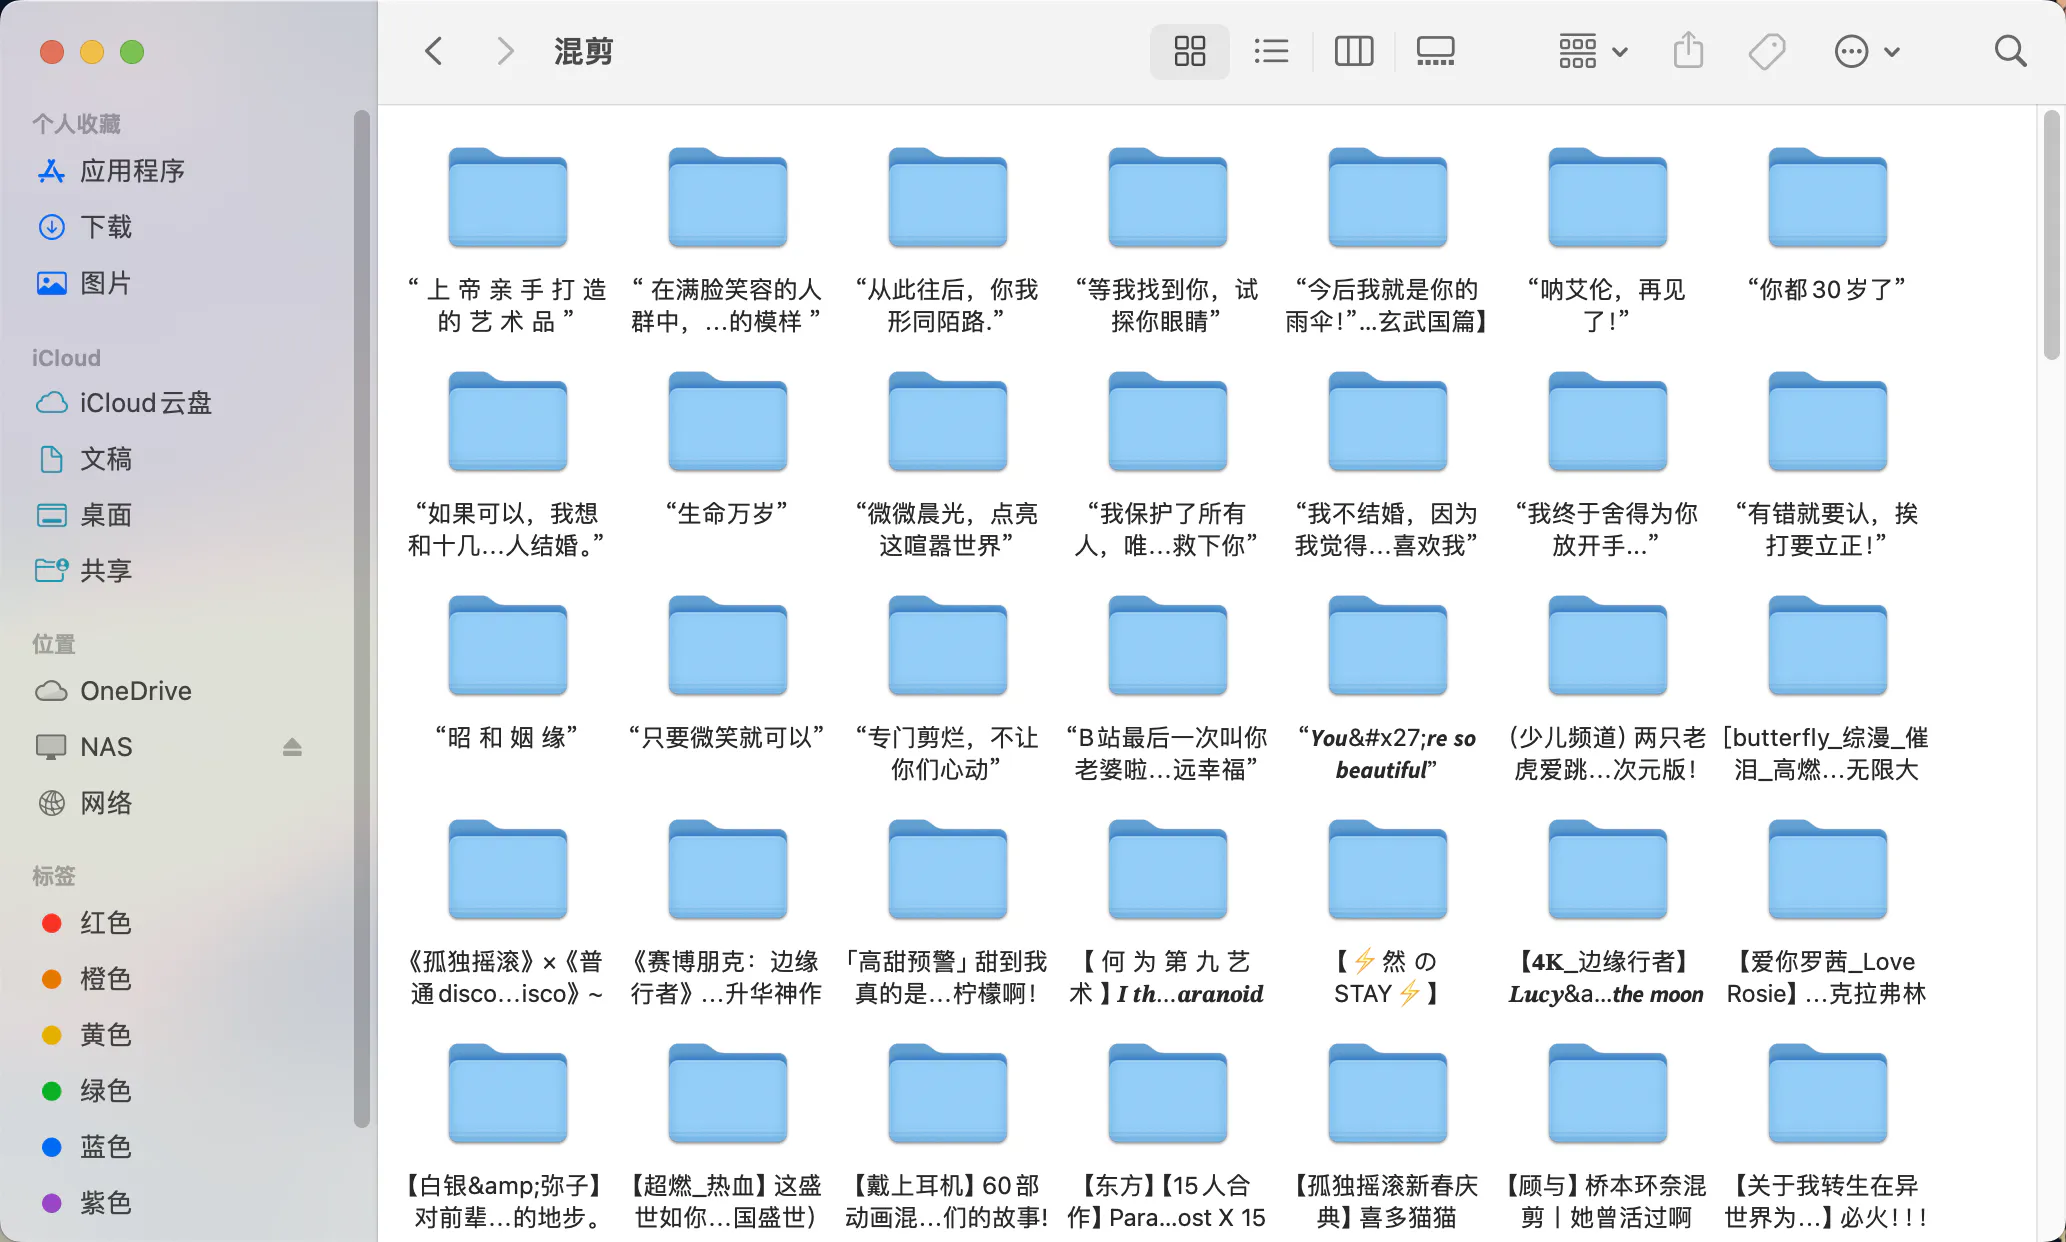 混剪
个人收藏
应用程序
下载
图片
iCloud
iCloud云盘
文稿
桌面
共享
位置
OneDrive
NAS
网络
标签
红色
橙色
黄色
绿色
蓝色
紫色
“ 上 帝 亲 手 打 造
的 艺 术 品 ”
“ 在满脸笑容的人
群中，...的模样 ”
“从此往后，你我
形同陌路.”
“等我找到你，试
探你眼睛”
“今后我就是你的
雨伞！”...玄武国篇】
“呐艾伦，再见
了！”
“你都30岁了”
“如果可以，我想
和十几...人结婚。”
“生命万岁”
“微微晨光，点亮
这喧嚣世界”
“我保护了所有
人，唯...救下你”
“我不结婚，因为
我觉得...喜欢我”
“我终于舍得为你
放开手...”
“有错就要认，挨
打要立正！”
“昭 和 姻 缘”
“只要微笑就可以”
“专门剪烂，不让
你们心动”
“B站最后一次叫你
老婆啦...远幸福”
“𝙔𝙤𝙪&#x27;𝙧𝙚 𝙨𝙤
𝙗𝙚𝙖𝙪𝙩𝙞𝙛𝙪𝙡”
（少儿频道）两只老
虎爱跳...次元版！
[butterfly_综漫_催
泪_高燃...无限大
《孤独摇滚》×《普
通disco...isco》~
《赛博朋克：边缘
行者》...升华神作
「高甜预警」甜到我
真的是...柠檬啊！
【 何 为 第 九 艺
术 】𝑰 𝒕𝒉...𝒂𝒓𝒂𝒏𝒐𝒊𝒅
【⚡然 の
STAY⚡】
【𝟒𝐊_边缘行者】
𝑳𝒖𝒄𝒚&a...𝙩𝙝𝙚 𝙢𝙤𝙤𝙣
【爱你罗茜_Love
Rosie】...克拉弗林
【白银&amp;弥子】
对前辈...的地步。
【超燃_热血】这盛
世如你...国盛世）
【戴上耳机】60部
动画混...们的故事!
【东方】【15人合
作】Para...ost X 15
【孤独摇滚新春庆
典】喜多猫猫
【顾与】桥本环奈混
剪丨她曾活过啊
【关于我转生在异
世界为...】必火！！！